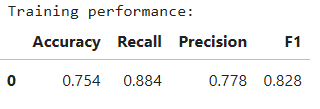 Training performance:
Accuracy Recall Precision F1
0 0.754 0.884 0.778 0.828